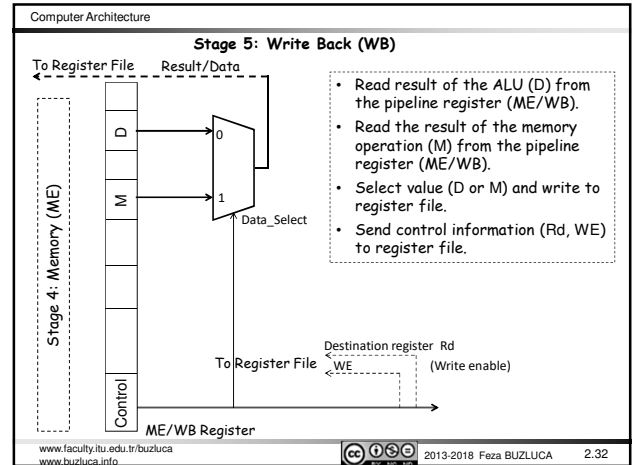 Computer Architecture
Stage 5: Write Back (WB)
To Register File Result/Data
• Read result of the ALU (D) from
the pipeline register (ME/WB).
• Read the result of the memory
operation (M) from the pipeline
register (ME/WB).
• Select value (D or M) and write to
register file.
• Send control information (Rd, WE)
to register file.
D
0
M
1
Data_Select
Stage 4: Memory (ME)
Destination register Rd
To Register File WE (Write enable)
Control
ME/WB Register
www.faculty.itu.edu.tr/buzluca
www.buzluca.info
cc 2013-2018 Feza BUZLUCA 2.32